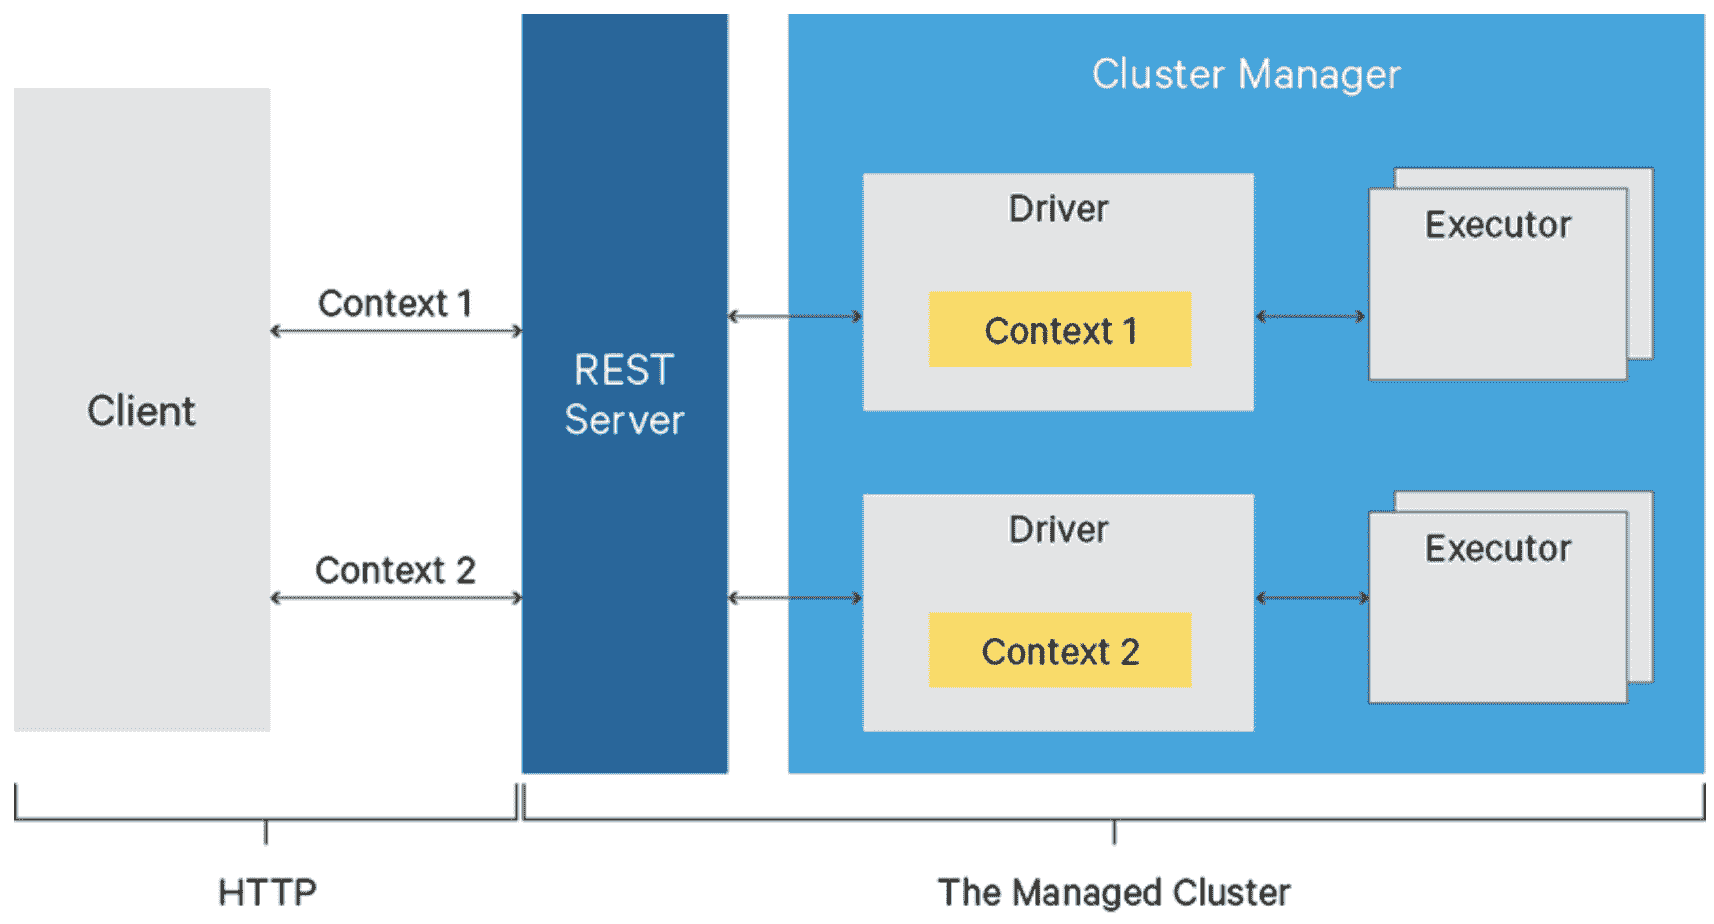 Cluster Manager
Client
Context 1
Context 2
REST
Server
Driver
Context 1
Executor
Driver
Context 2
Executor
HTTP
The Managed Cluster